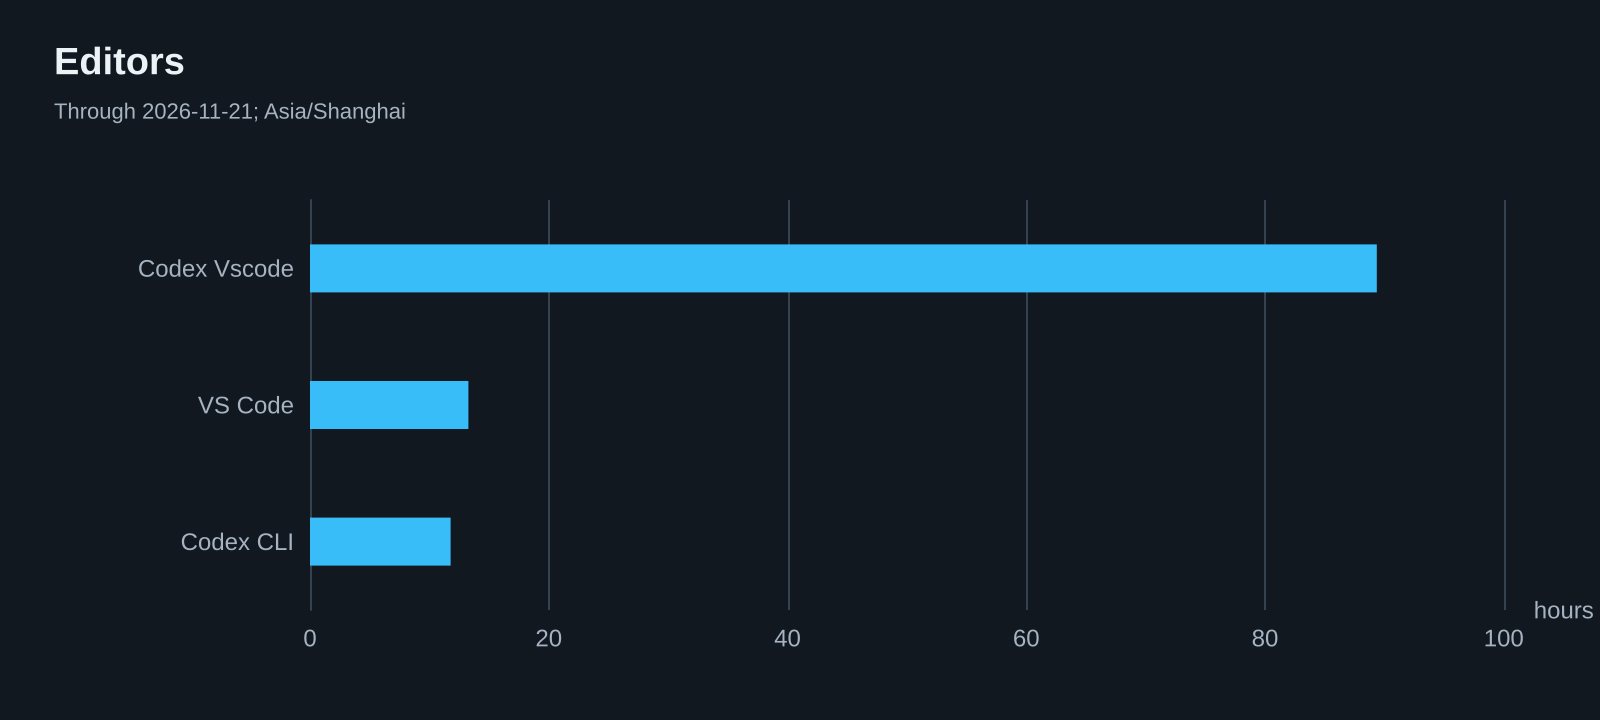 Editors
Through 2026-11-21; Asia/Shanghai
Codex Vscode
VS Code
Codex CLI
hours
0 20 40 60 80 100